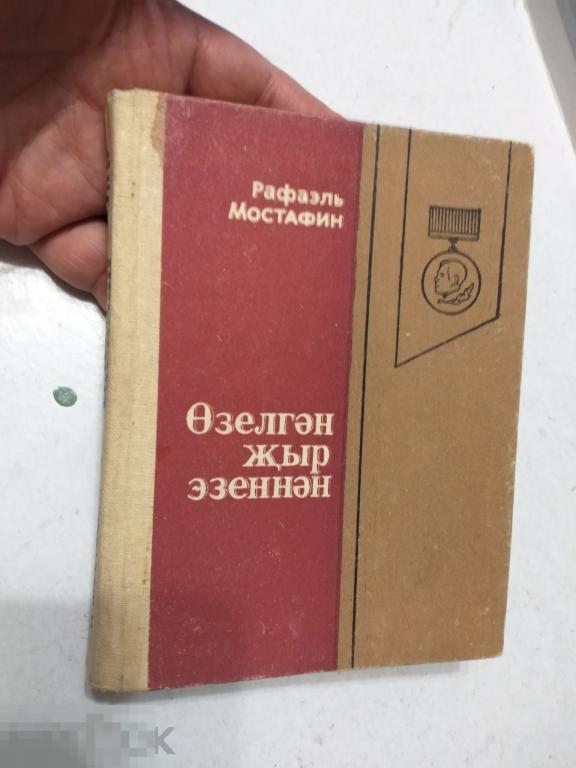 Рафаэль
Мостафин
Өзелгән
җыр
эзеннән